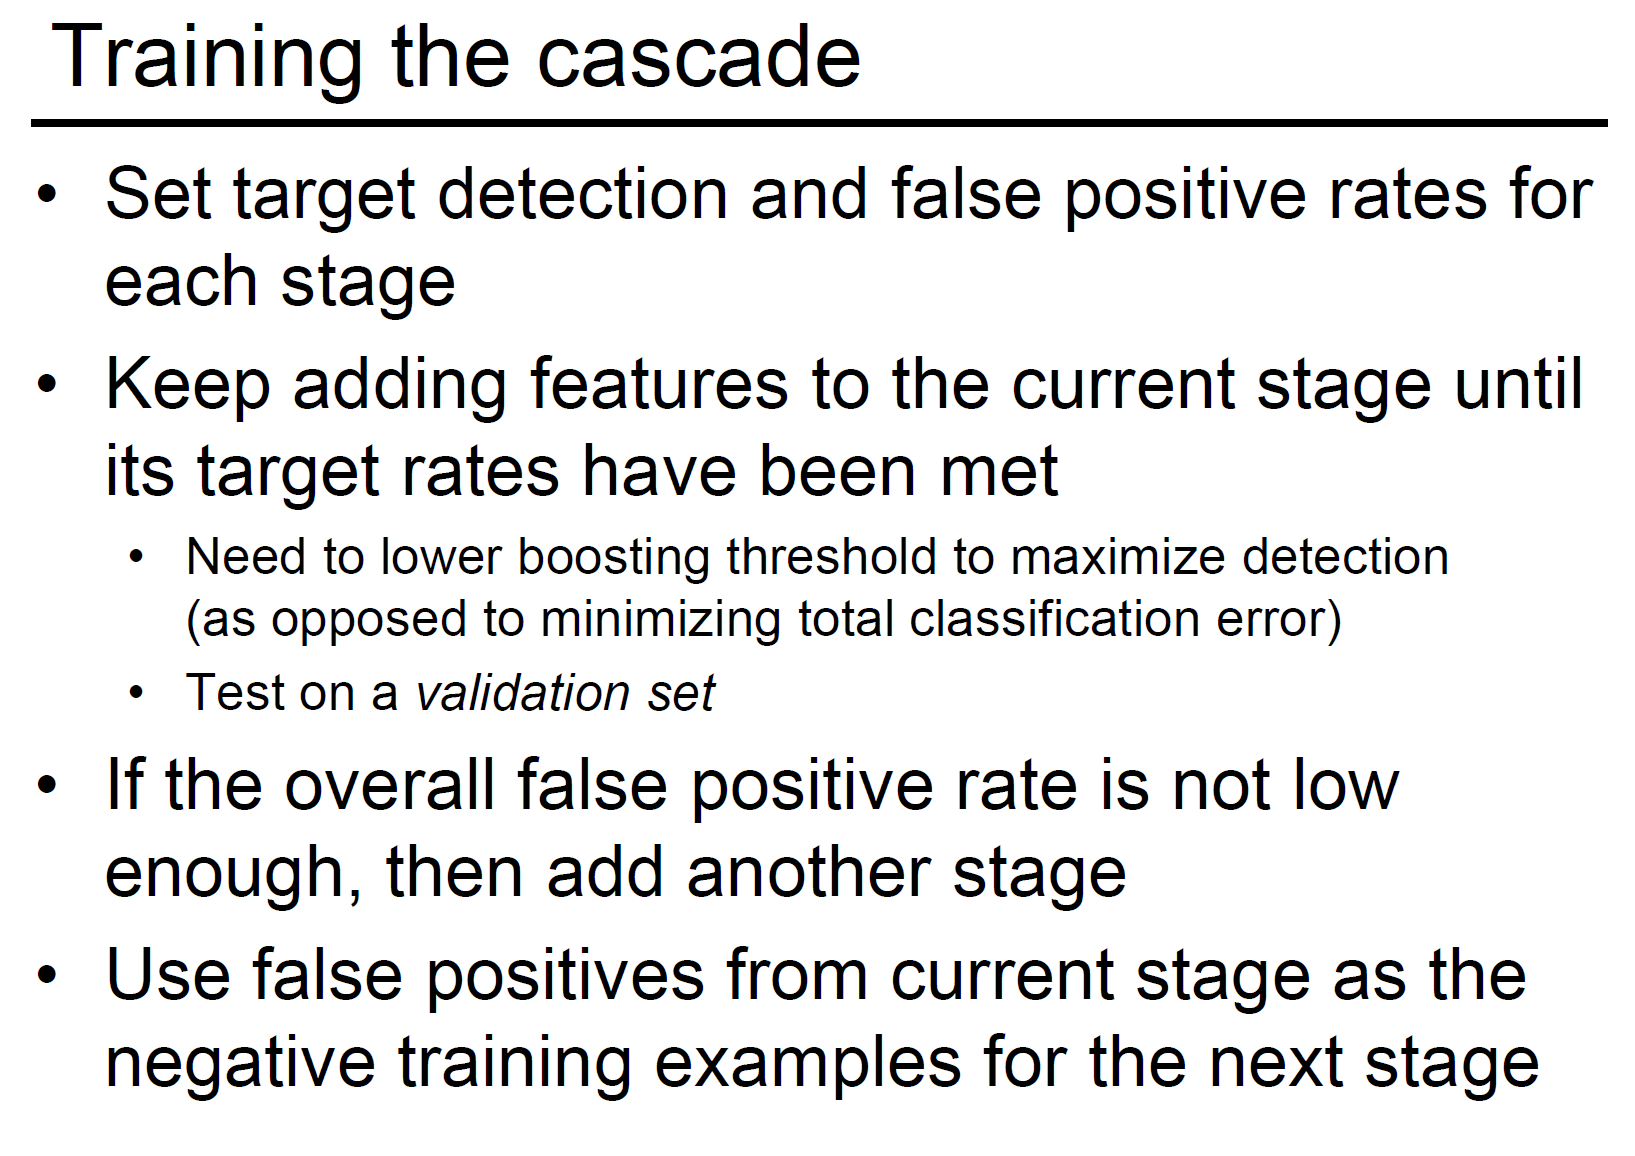 Training the cascade
• Set target detection and false positive rates for
each stage
• Keep adding features to the current stage until
its target rates have been met
• Need to lower boosting threshold to maximize detection
(as opposed to minimizing total classification error)
• Test on a validation set
• If the overall false positive rate is not low
enough, then add another stage
• Use false positives from current stage as the
negative training examples for the next stage